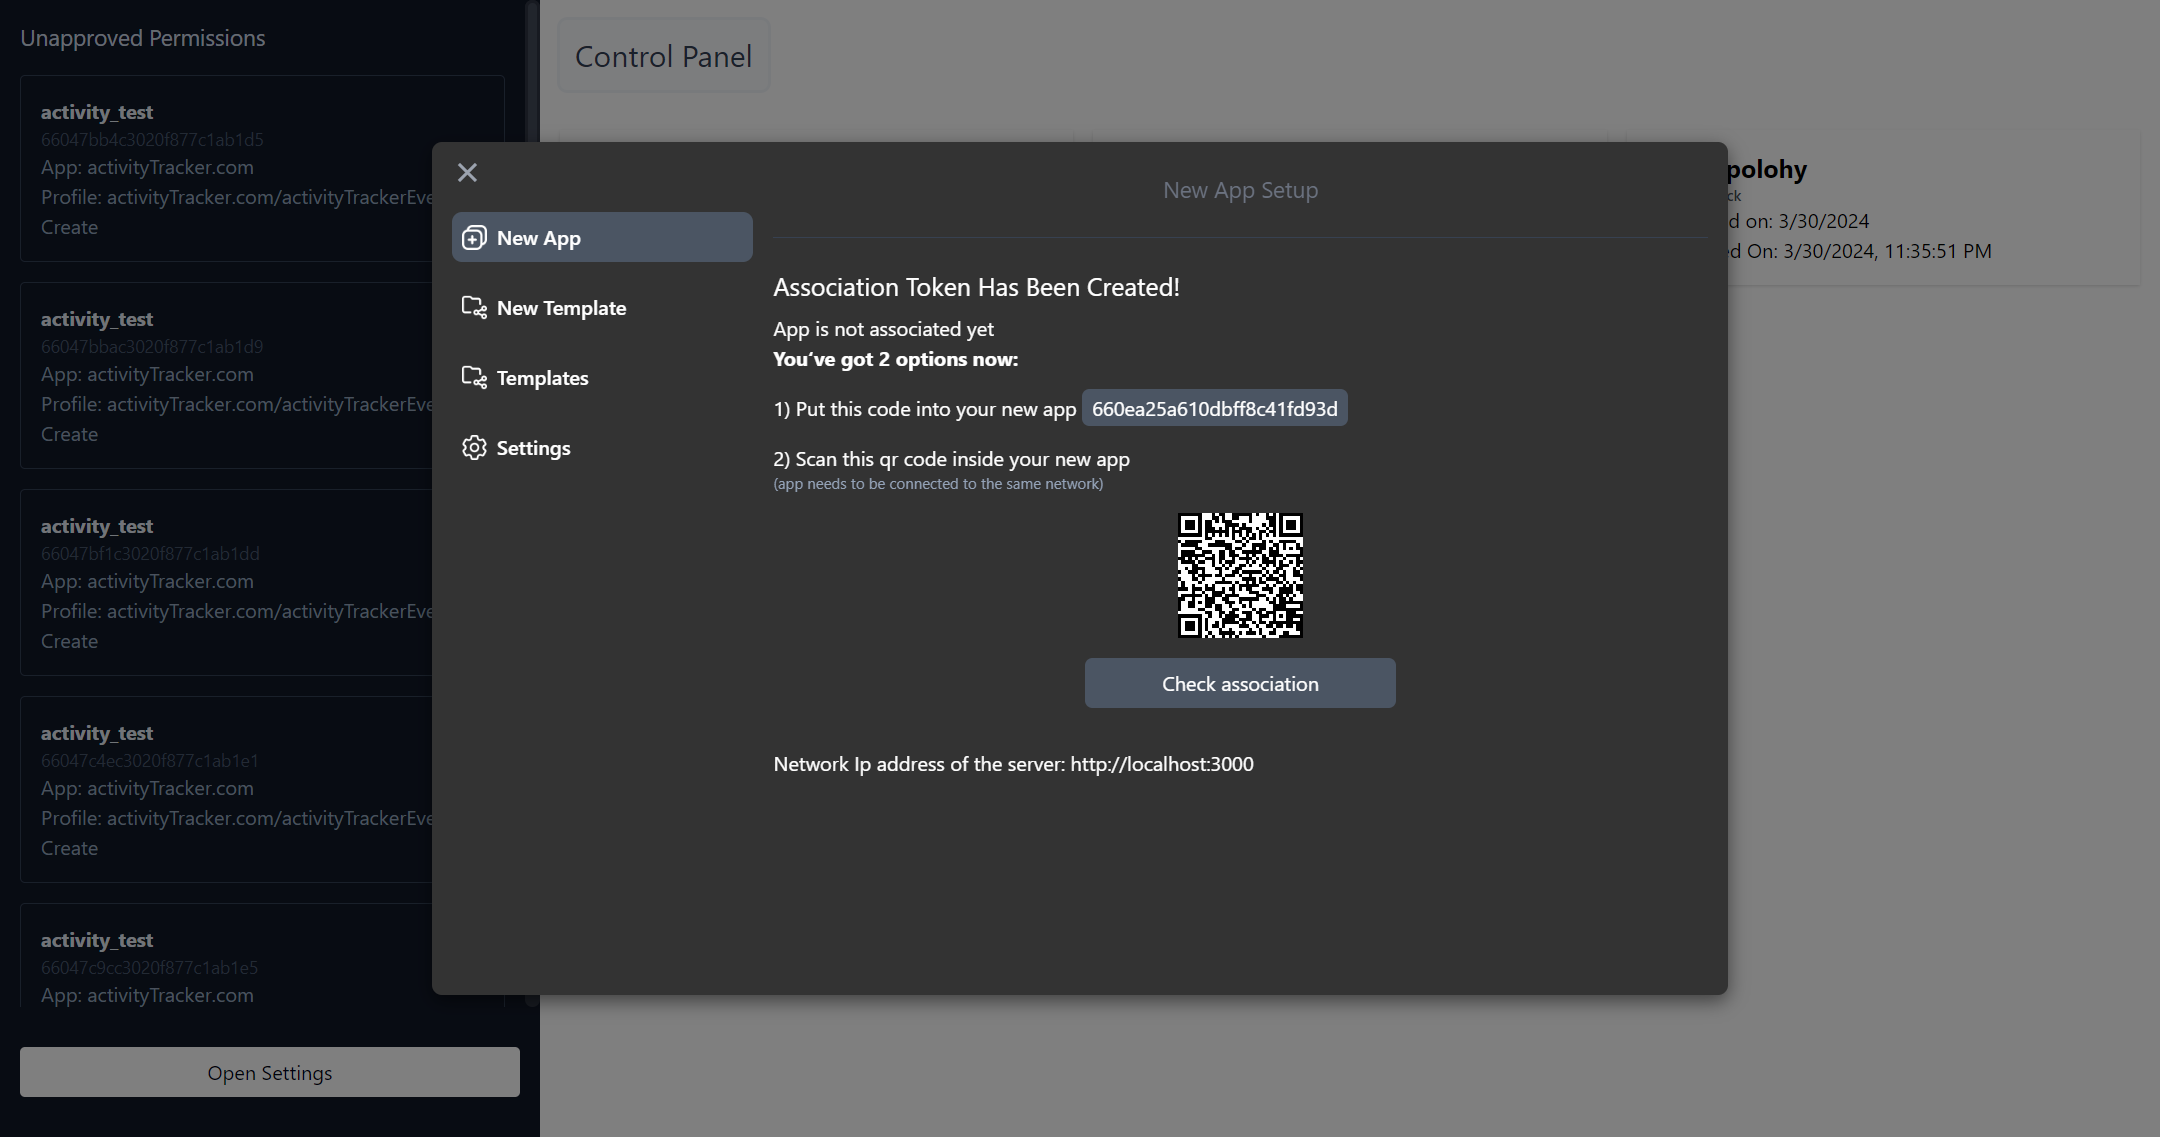 Unapproved Permissions
activity_test
66047bb4c3020f877c1ab1d5
App: activityTracker.com
Profile: activityTracker.com/activityTrackerEve
Create
activity_test
66047bbac3020f877c1ab1d9
App: activityTracker.com
Profile: activityTracker.com/activityTrackerEve
Create
activity_test
66047bf1c3020f877c1ab1dd
App: activityTracker.com
Profile: activityTracker.com/activityTrackerEve
Create
activity_test
66047c4ec3020f877c1ab1e1
App: activityTracker.com
Profile: activityTracker.com/activityTrackerEve
Create
activity_test
66047c9cc3020f877c1ab1e5
App: activityTracker.com
Open Settings
Control Panel
New App
New Template
Templates
Settings
New App Setup
Association Token Has Been Created!
App is not associated yet
You‘ve got 2 options now:
1) Put this code into your new app 660ea25a610dbff8c41fd93d
2) Scan this qr code inside your new app
(app needs to be connected to the same network)
Check association
Network Ip address of the server: http://localhost:3000
polohy
ck
d on: 3/30/2024
d On: 3/30/2024, 11:35:51 PM